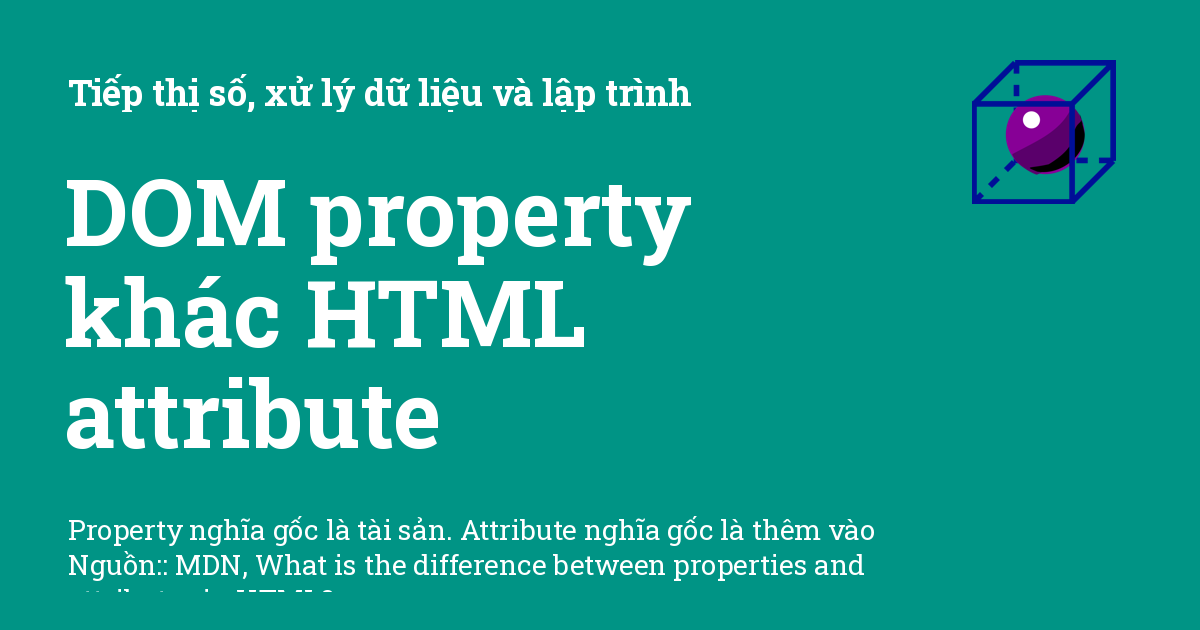 Tiếp thị số, xử lý dữ liệu và lập trình
DOM property
khác HTML
attribute
Property nghĩa gốc là tài sản. Attribute nghĩa gốc là thêm vào
Nguồn:: MDN, What is the difference between properties and